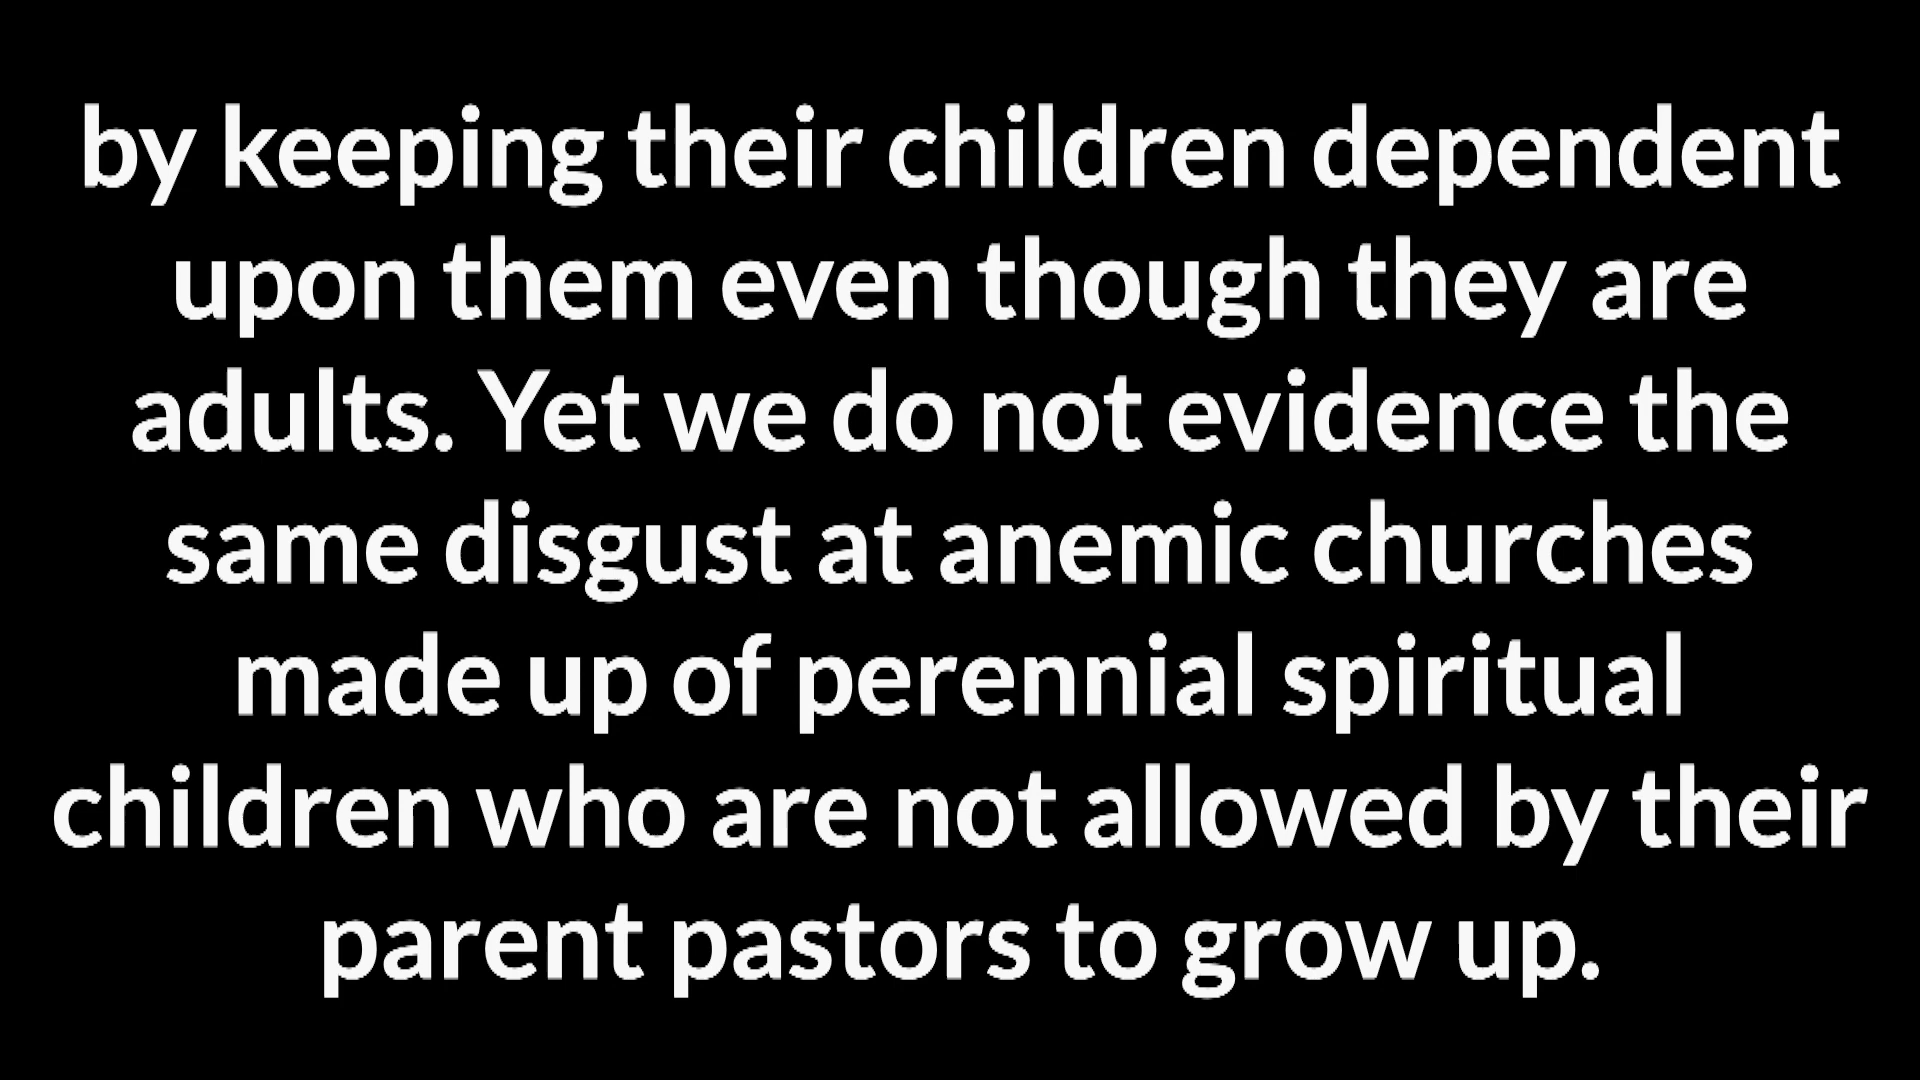 by keeping their children dependent
upon them even though they are
adults. Yet we do not evidence the
same disgust at anemic churches
made up of perennial spiritual
children who are not allowed by their
parent pastors to grow up.